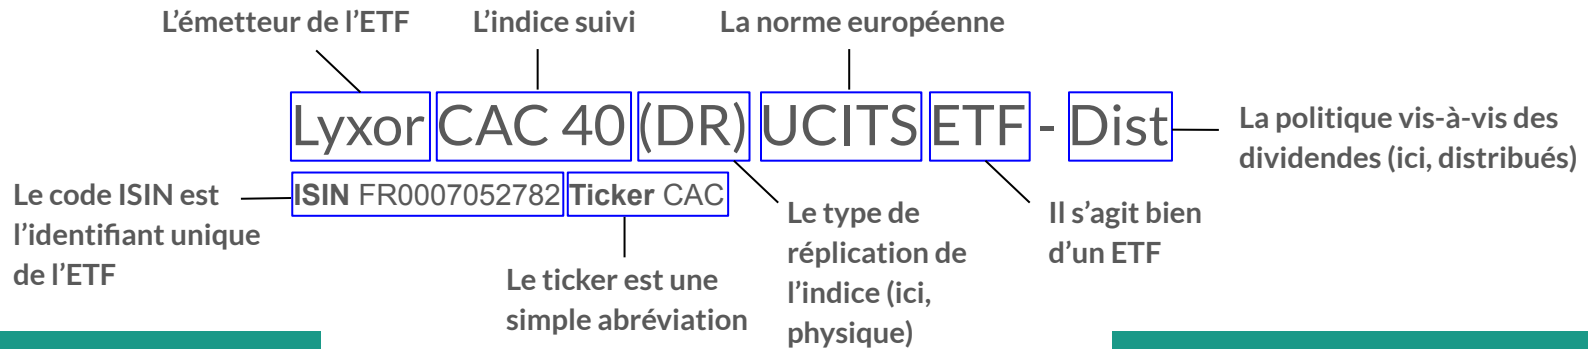 L’émetteur de l’ETF
L’indice suivi
La norme européenne
Lyxor CAC 40 (DR) UCITS ETF - Dist
La politique vis-à-vis des
dividendes (ici, distribués)
ISIN FR0007052782 Ticker CAC
Le code ISIN est
l’identifiant unique
de l’ETF
Le ticker est une
simple abréviation
Le type de
réplication de
l’indice (ici,
physique)
Il s’agit bien
d’un ETF